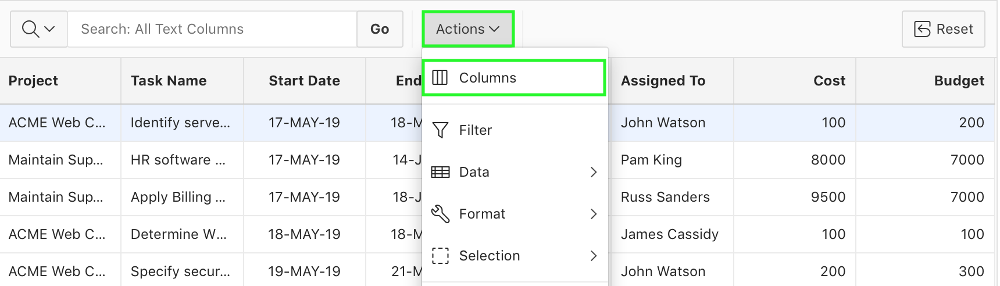 Search: All Text Columns Go Actions Reset
Project Task Name Start Date End Assigned To Cost Budget
Columns
ACME Web C... Identify serve... 17-MAY-19 18-M John Watson 100 200
Filter
Maintain Sup... HR software ... 17-MAY-19 14-J Pam King 8000 7000
Data
Maintain Sup... Apply Billing ... 17-MAY-19 18-J Russ Sanders 9500 7000
Format
ACME Web C... Determine W... 18-MAY-19 18-M James Cassidy 100 100
Selection
ACME Web C... Specify secur... 19-MAY-19 21-M John Watson 200 300